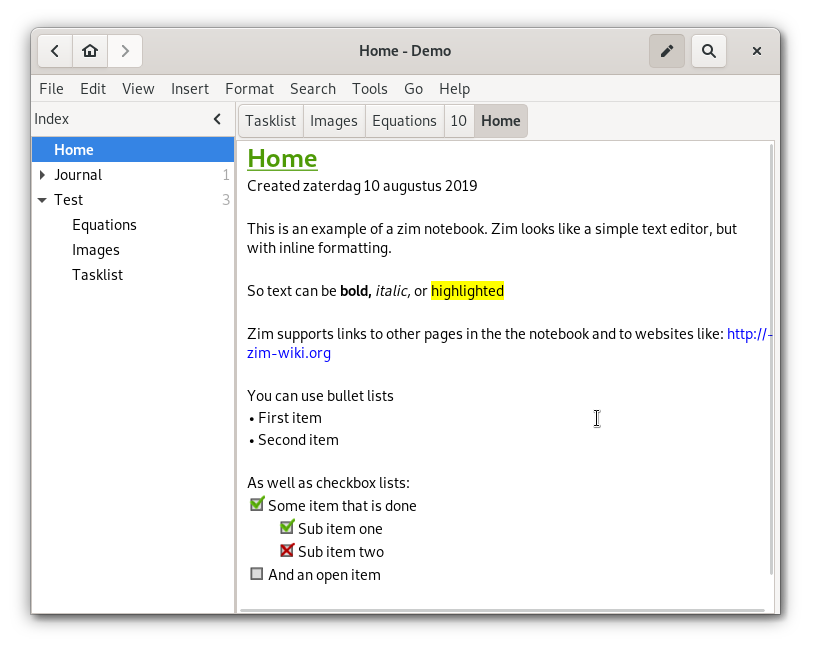 Home - Demo
File Edit View Insert Format Search Tools Go Help
Index
Tasklist Images Equations 10 Home
Home
Journal 1
Test 3
Equations
Images
Tasklist
Home
Created zaterdag 10 augustus 2019
This is an example of a zim notebook. Zim looks like a simple text editor, but
with inline formatting.
So text can be bold, italic, or highlighted
Zim supports links to other pages in the the notebook and to websites like: http://-
zim-wiki.org
You can use bullet lists
• First item
• Second item
As well as checkbox lists:
Some item that is done
Sub item one
Sub item two
And an open item